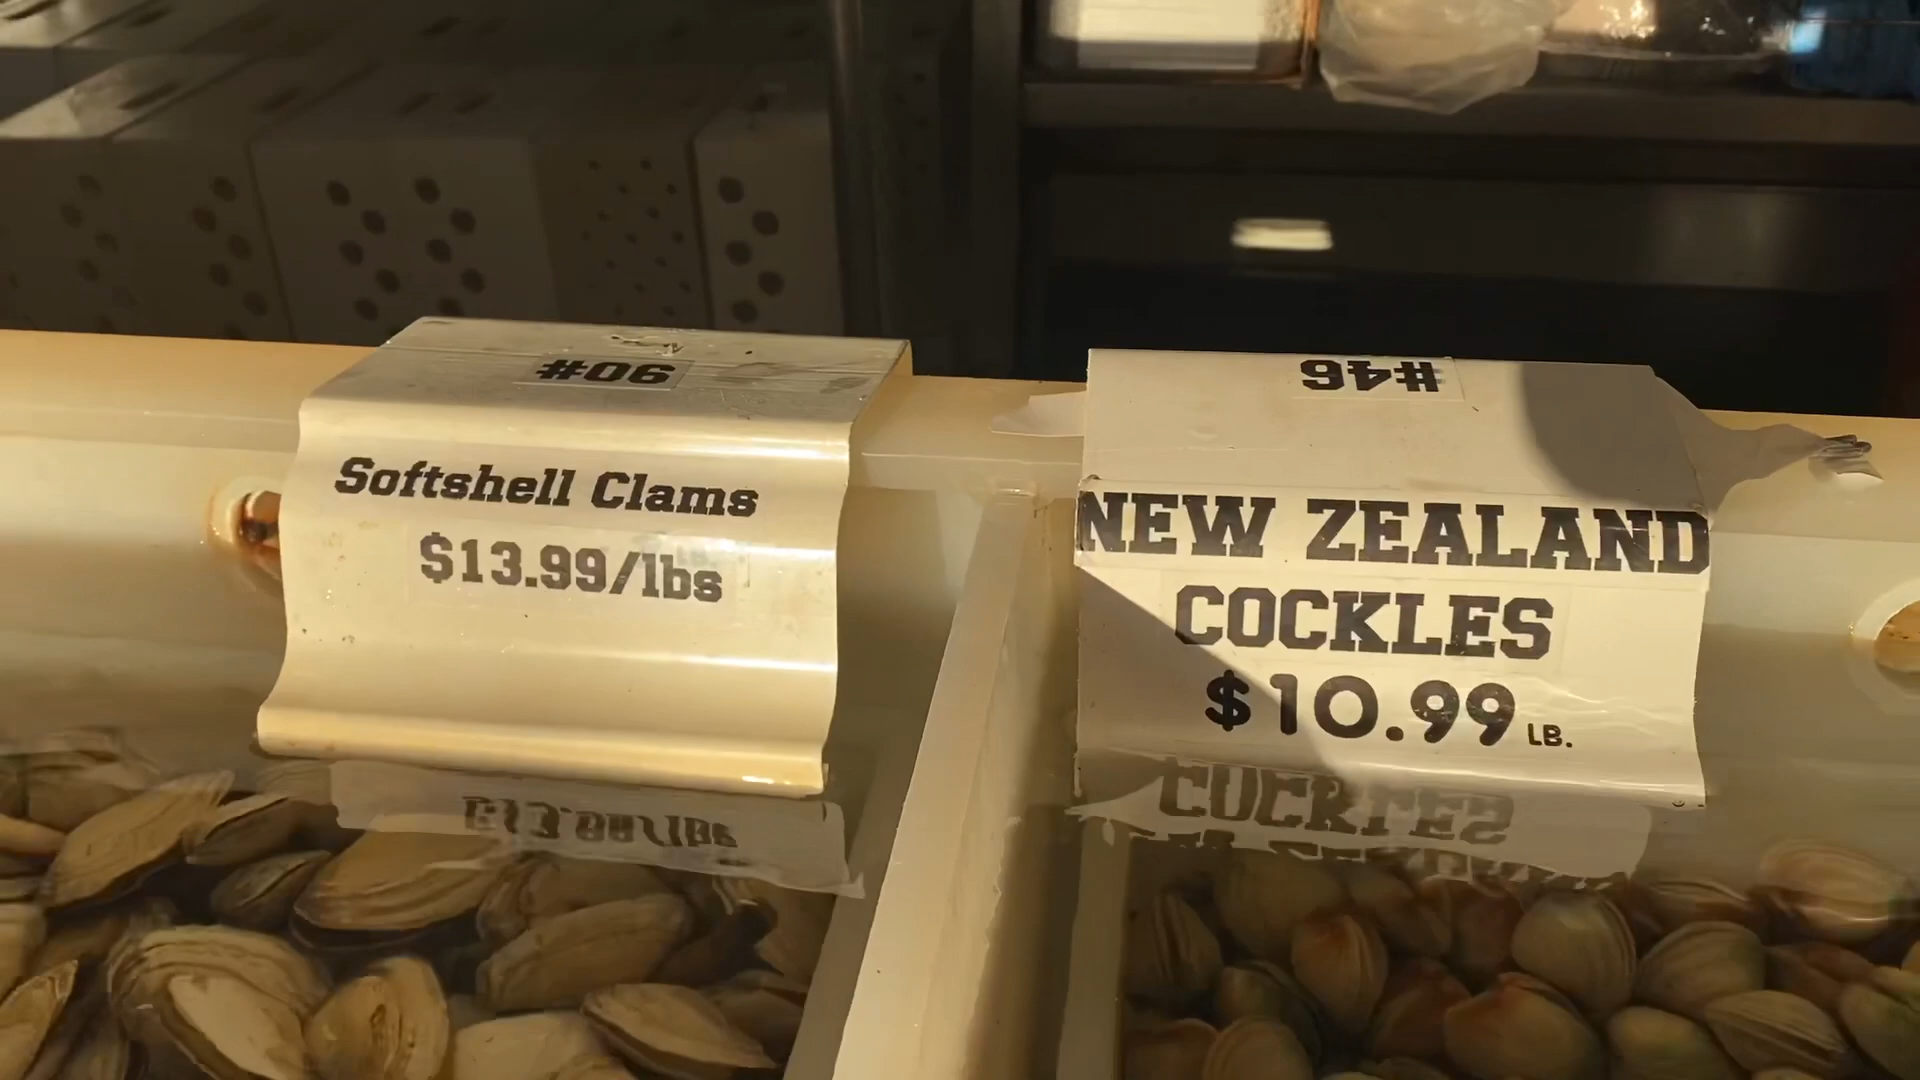 #06
Softshell Clams
$13.99/lbs
#46
NEW ZEALAND
COCKLES
$10.99 LB.